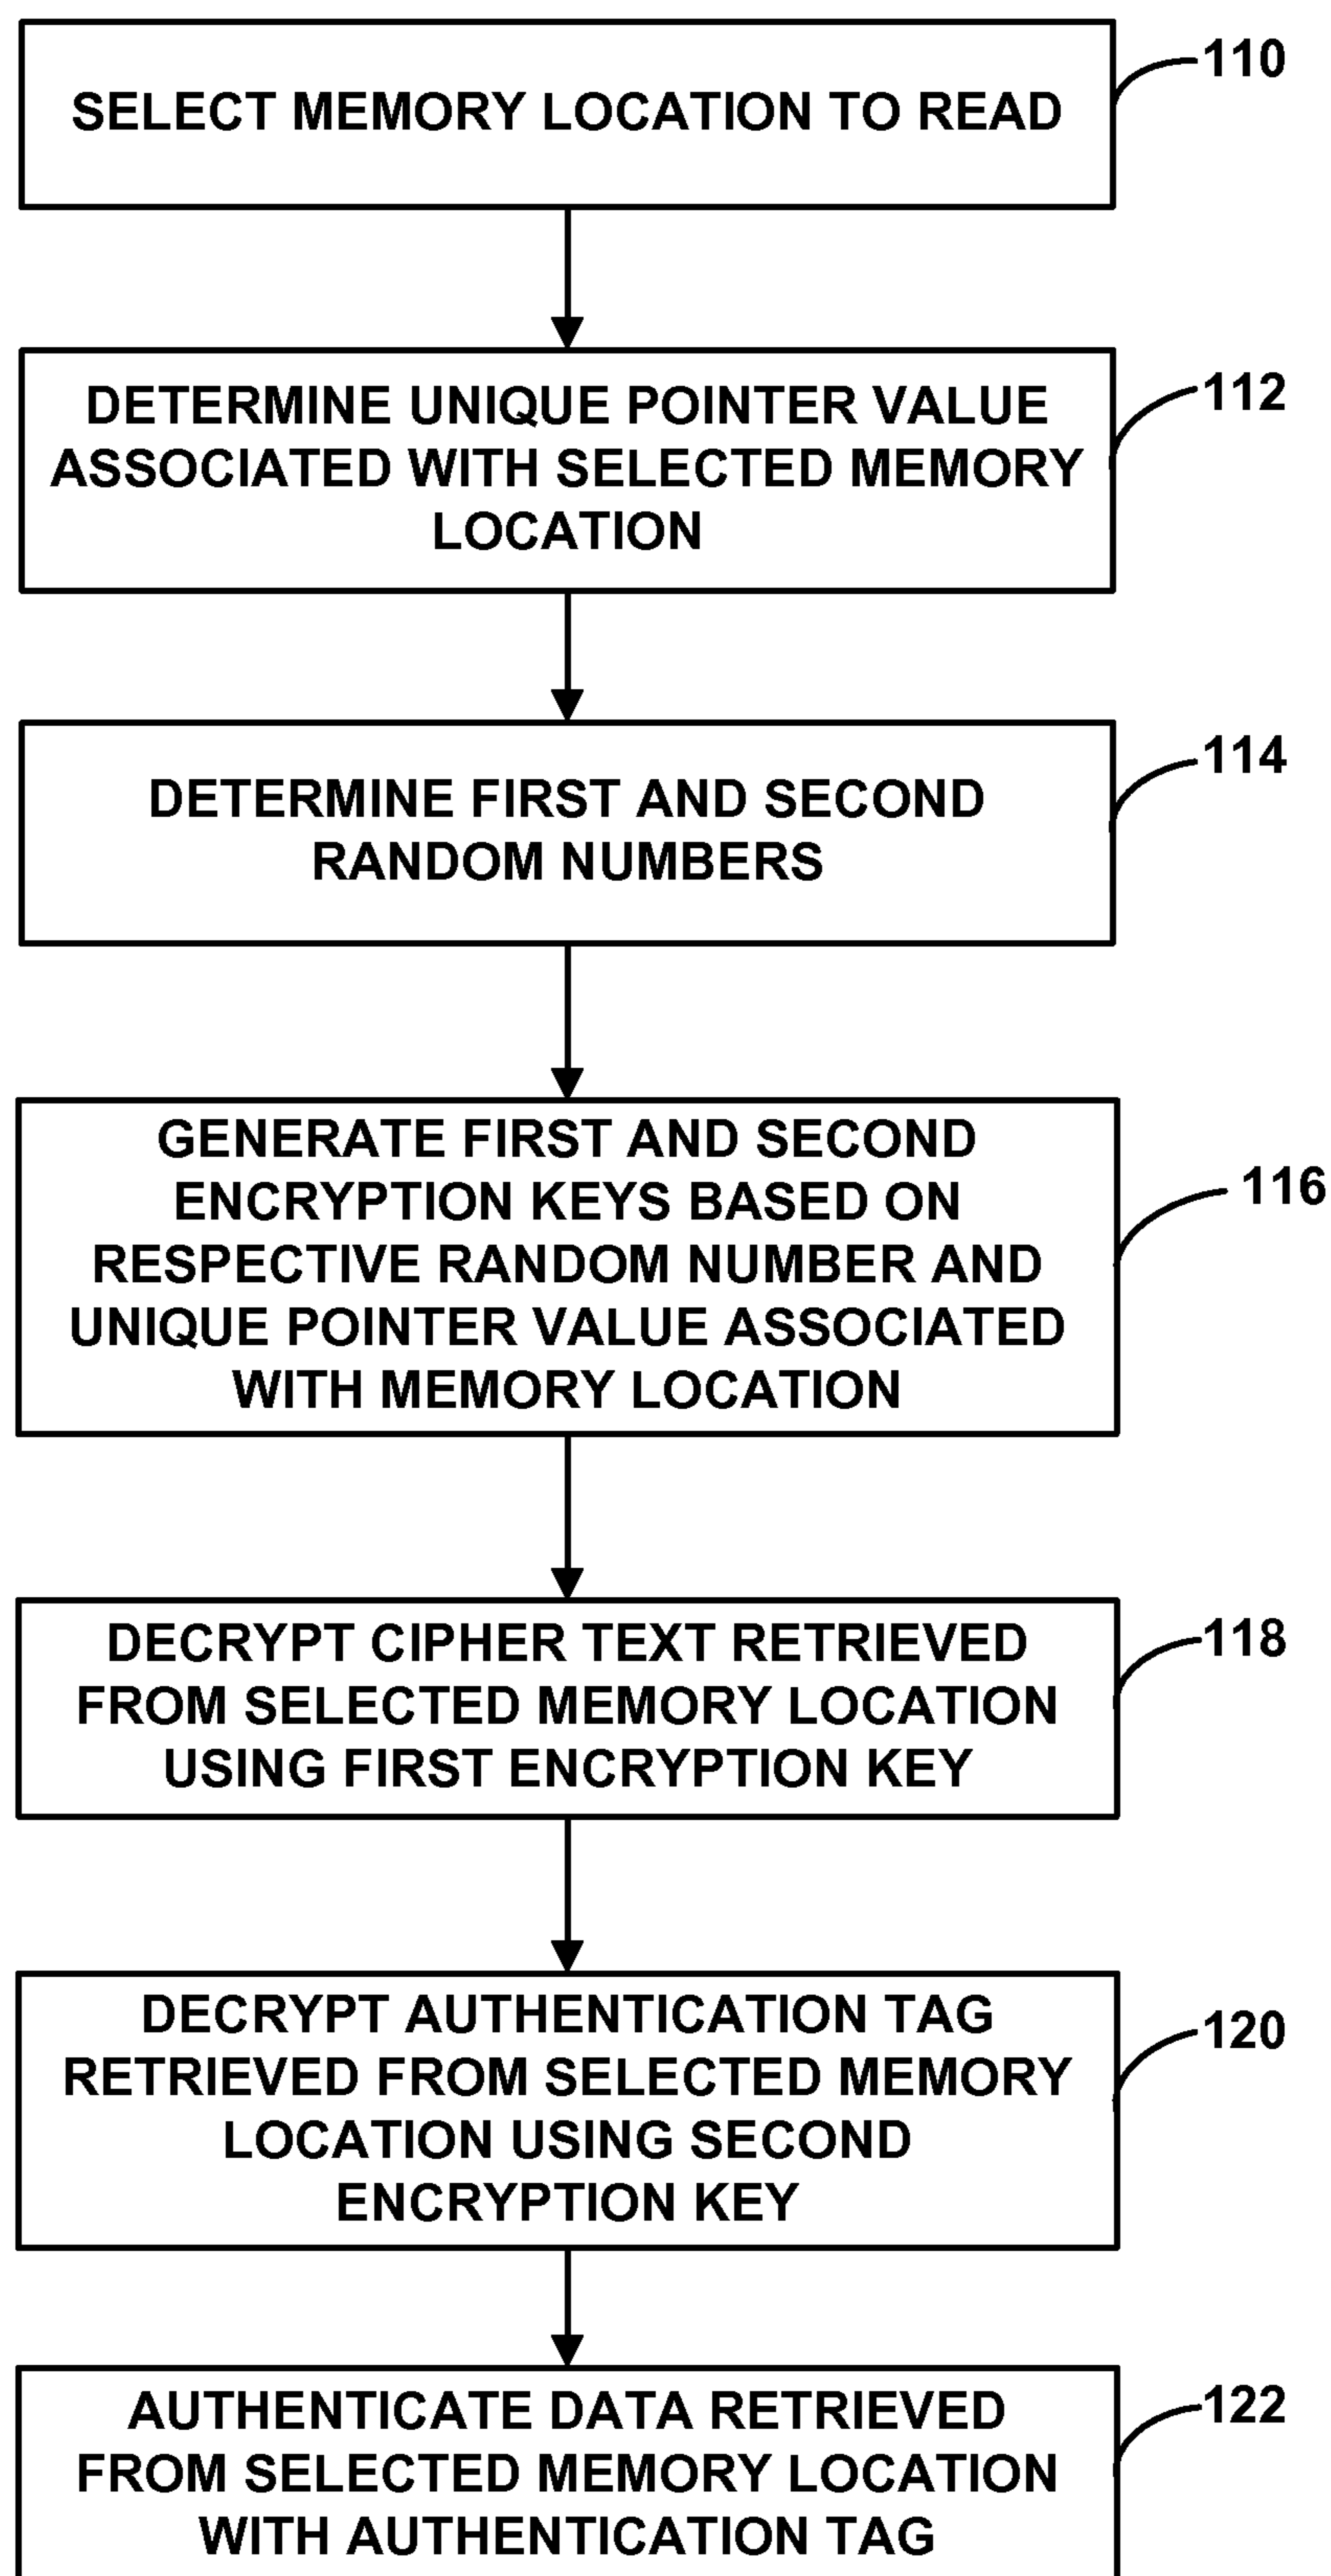 SELECT MEMORY LOCATION TO READ
110
DETERMINE UNIQUE POINTER VALUE
ASSOCIATED WITH SELECTED MEMORY
LOCATION
112
DETERMINE FIRST AND SECOND
RANDOM NUMBERS
114
GENERATE FIRST AND SECOND
ENCRYPTION KEYS BASED ON
RESPECTIVE RANDOM NUMBER AND
UNIQUE POINTER VALUE ASSOCIATED
WITH MEMORY LOCATION
116
DECRYPT CIPHER TEXT RETRIEVED
FROM SELECTED MEMORY LOCATION
USING FIRST ENCRYPTION KEY
118
DECRYPT AUTHENTICATION TAG
RETRIEVED FROM SELECTED MEMORY
LOCATION USING SECOND
ENCRYPTION KEY
120
AUTHENTICATE DATA RETRIEVED
FROM SELECTED MEMORY LOCATION
WITH AUTHENTICATION TAG
122